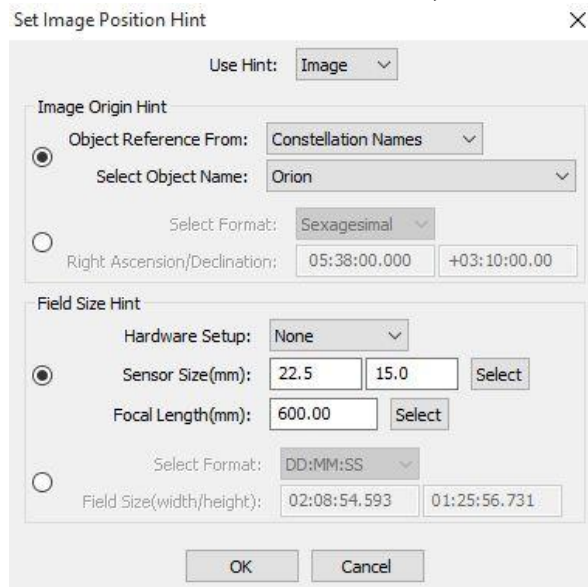 Set Image Position Hint
Use Hint: Image
Image Origin Hint
Object Reference From: Constellation Names
Select Object Name: Orion
Select Format: Sexagesimal
Right Ascension/Declination: 05:38:00.000 +03:10:00.00
Field Size Hint
Hardware Setup: None
Sensor Size(mm): 22.5 15.0 Select
Focal Length(mm): 600.00 Select
Select Format: DD:MM:SS
Field Size(width/height): 02:08:54.593 01:25:56.731
OK Cancel